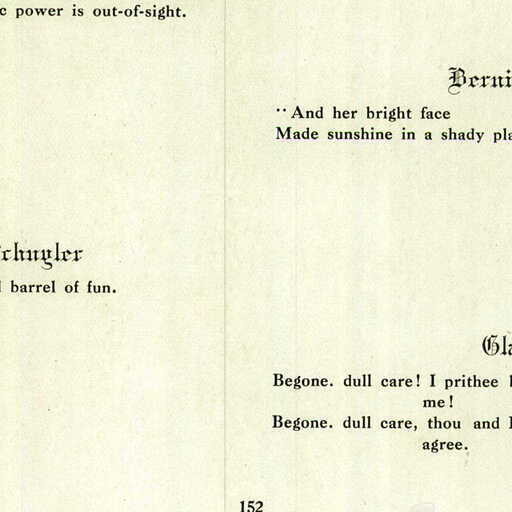 c power is out-of-sight.
chuyler
barrel of fun.
Berni
"And her bright face
Made sunshine in a shady pla
Gla
Begone. dull care! I prithee
me!
Begone. dull care, thou and I
agree.
152